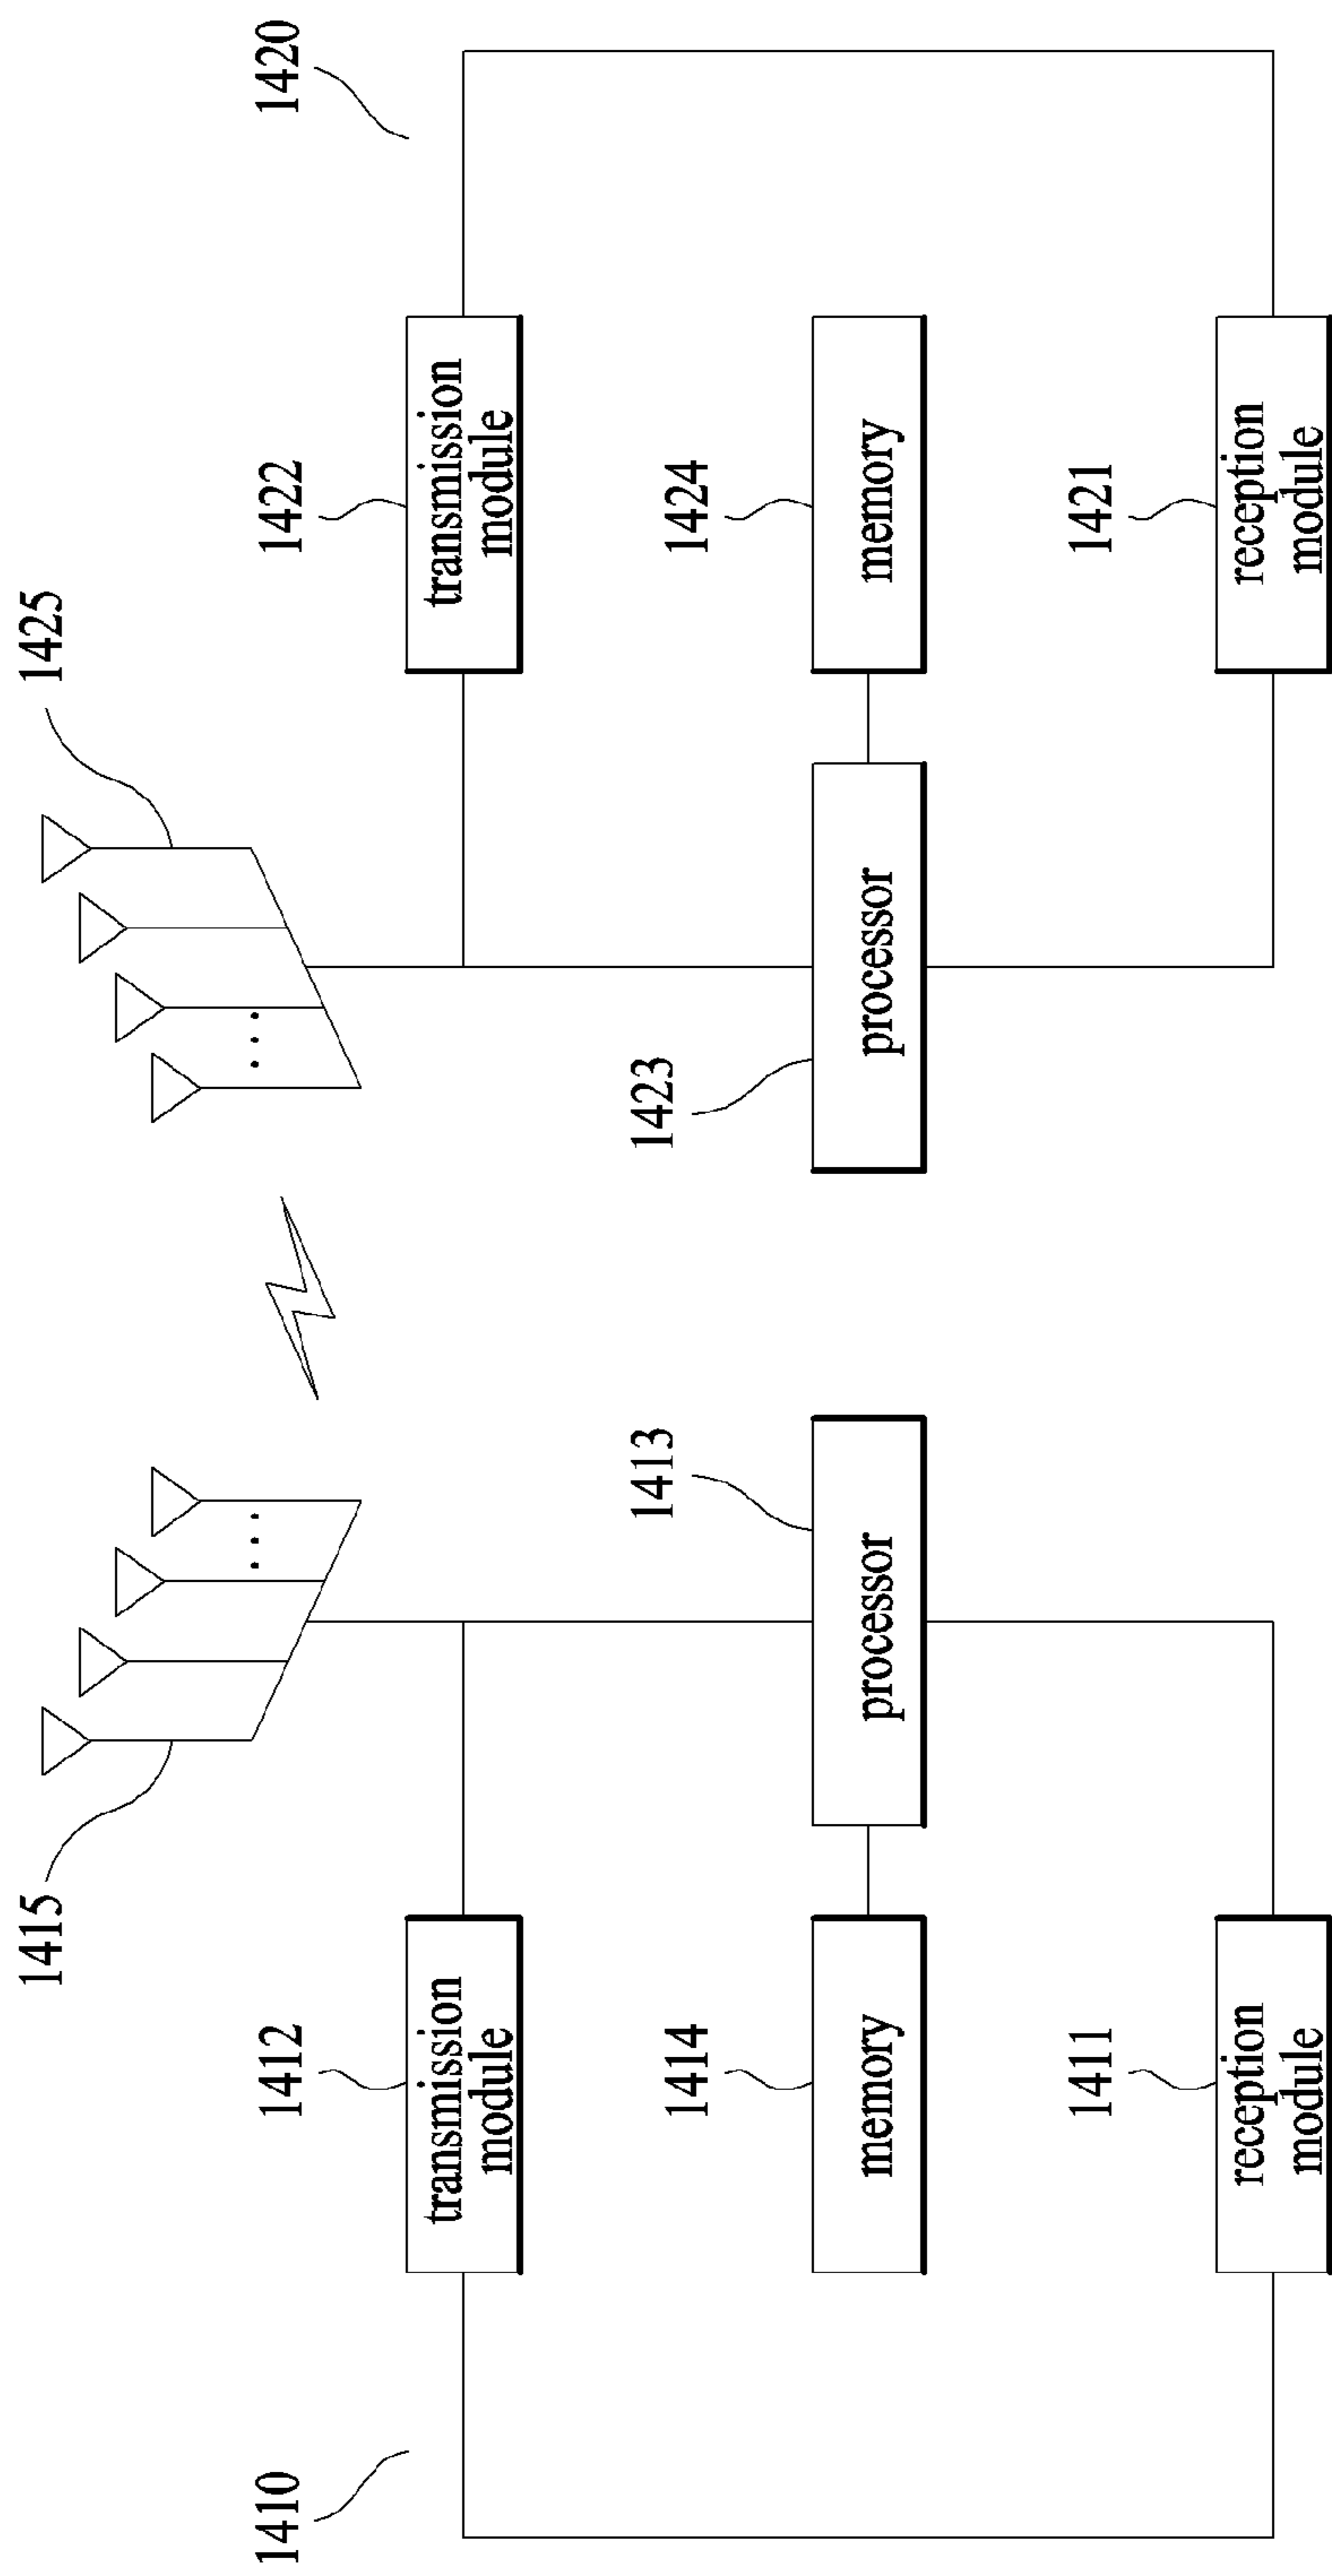 1410
1415
1412
transmission
module
1414
memory
1413
processor
1411
reception
module
1425
1420
1422
transmission
module
1423
processor
1424
memory
1421
reception
module